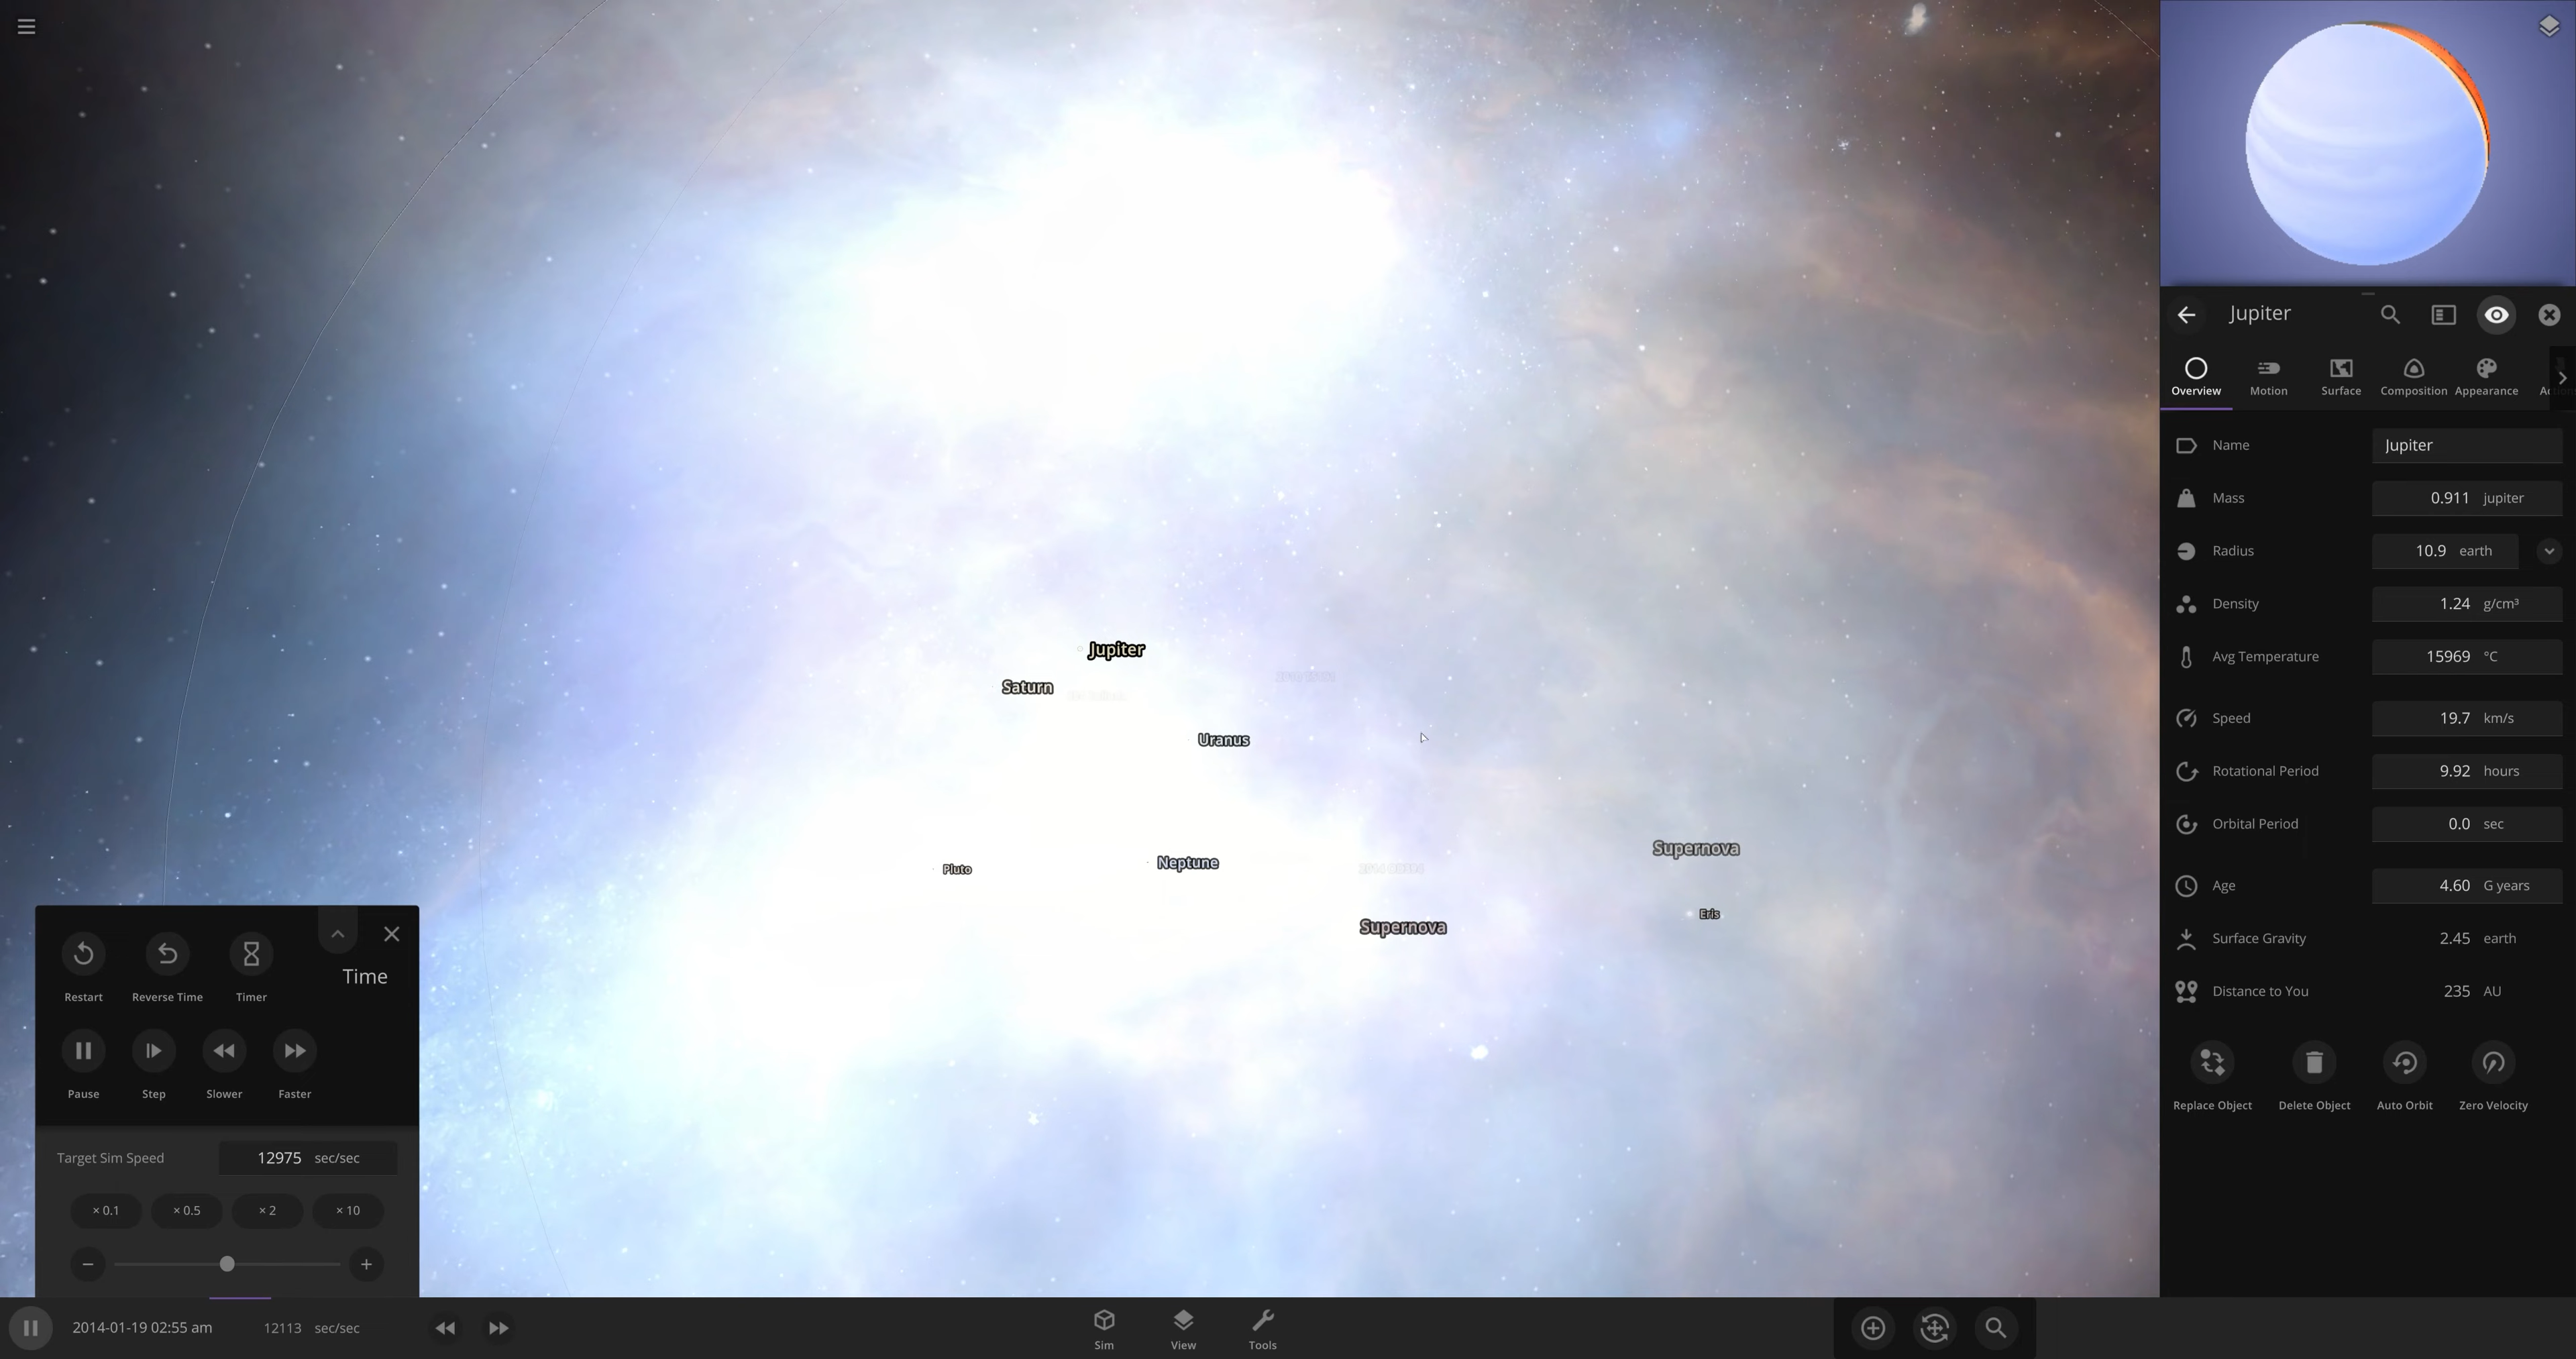 Jupiter
Saturn
Uranus
Pluto
Neptune
Supernova
Supernova
Eris
Time
Restart
Reverse Time
Timer
Pause
Step
Slower
Faster
Target Sim Speed 12975 sec/sec
× 0.1 × 0.5 × 2 × 10
2014-01-19 02:55 am 12113 sec/sec
Sim
View
Tools
Jupiter
Overview Motion Surface Composition Appearance
Name Jupiter
Mass 0.911 jupiter
Radius 10.9 earth
Density 1.24 g/cm³
Avg Temperature 15969 °C
Speed 19.7 km/s
Rotational Period 9.92 hours
Orbital Period 0.0 sec
Age 4.60 G years
Surface Gravity 2.45 earth
Distance to You 235 AU
Replace Object Delete Object Auto Orbit Zero Velocity